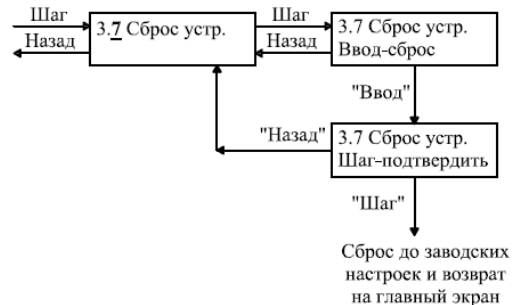 Шаг
Назад
3.7 Сброс устр.
Шаг
Назад
3.7 Сброс устр.
Ввод-сброс
"Ввод"
"Назад"
3.7 Сброс устр.
Шаг-подтвердить
"Шаг"
Сброс до заводских
настроек и возврат
на главный экран